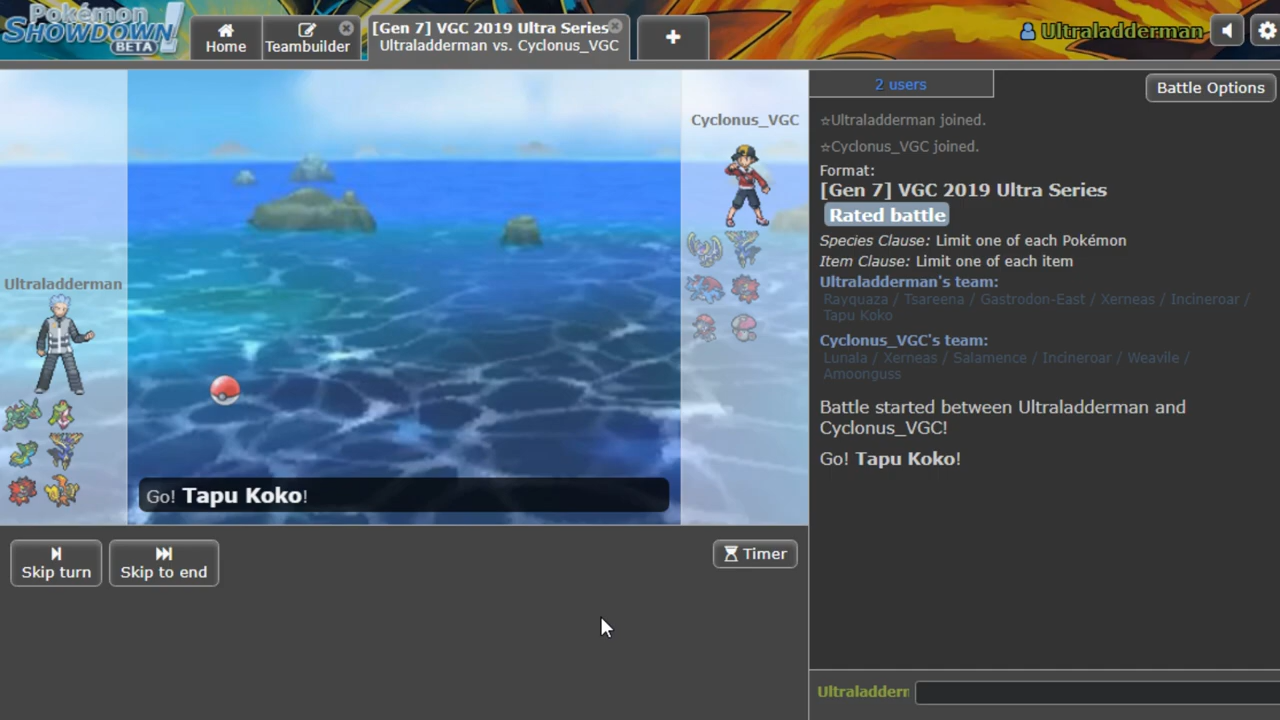 Pokémon
SHOWDOWN!
BETA
Home
Teambuilder
[Gen 7] VGC 2019 Ultra Series
Ultraladderman vs. Cyclonus_VGC
+
Ultraladderman
Ultraladderman
Cyclonus_VGC
Go! Tapu Koko!
Skip turn
Skip to end
Timer
2 users
Battle Options
☆Ultraladderman joined.
☆Cyclonus_VGC joined.
Format:
[Gen 7] VGC 2019 Ultra Series
Rated battle
Species Clause: Limit one of each Pokémon
Item Clause: Limit one of each item
Ultraladderman's team:
Rayquaza / Tsareena / Gastrodon-East / Xerneas / Incineroar /
Tapu Koko
Cyclonus_VGC's team:
Lunala / Xerneas / Salamence / Incineroar / Weavile /
Amoonguss
Battle started between Ultraladderman and
Cyclonus_VGC!
Go! Tapu Koko!
Ultraladderr